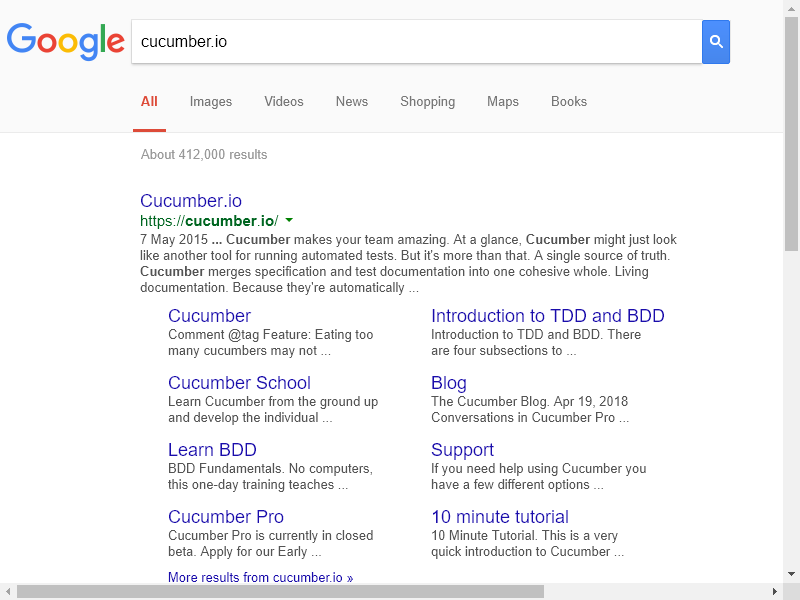 Google
cucumber.io
All Images Videos News Shopping Maps Books
About 412,000 results
Cucumber.io
https://cucumber.io/
7 May 2015 ... Cucumber makes your team amazing. At a glance, Cucumber might just look
like another tool for running automated tests. But it's more than that. A single source of truth.
Cucumber merges specification and test documentation into one cohesive whole. Living
documentation. Because they're automatically ...
Cucumber
Comment @tag Feature: Eating too
many cucumbers may not ...
Introduction to TDD and BDD
Introduction to TDD and BDD. There
are four subsections to ...
Cucumber School
Learn Cucumber from the ground up
and develop the individual ...
Blog
The Cucumber Blog. Apr 19, 2018
Conversations in Cucumber Pro ...
Learn BDD
BDD Fundamentals. No computers,
this one-day training teaches ...
Support
If you need help using Cucumber you
have a few different options ...
Cucumber Pro
Cucumber Pro is currently in closed
beta. Apply for our Early ...
10 minute tutorial
10 Minute Tutorial. This is a very
quick introduction to Cucumber ...
More results from cucumber.io »